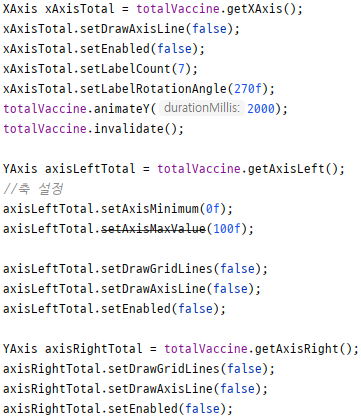 XAxis xAxisTotal = totalVaccine.getXAxis();
xAxisTotal.setDrawAxisLine(false);
xAxisTotal.setEnabled(false);
xAxisTotal.setLabelCount(7);
xAxisTotal.setLabelRotationAngle(270f);
totalVaccine.animateY( durationMillis: 2000);
totalVaccine.invalidate();
YAxis axisLeftTotal = totalVaccine.getAxisLeft();
//축 설정
axisLeftTotal.setAxisMinimum(0f);
axisLeftTotal.setAxisMaxValue(100f);
axisLeftTotal.setDrawGridLines(false);
axisLeftTotal.setDrawAxisLine(false);
axisLeftTotal.setEnabled(false);
YAxis axisRightTotal = totalVaccine.getAxisRight();
axisRightTotal.setDrawGridLines(false);
axisRightTotal.setDrawAxisLine(false);
axisRightTotal.setEnabled(false);